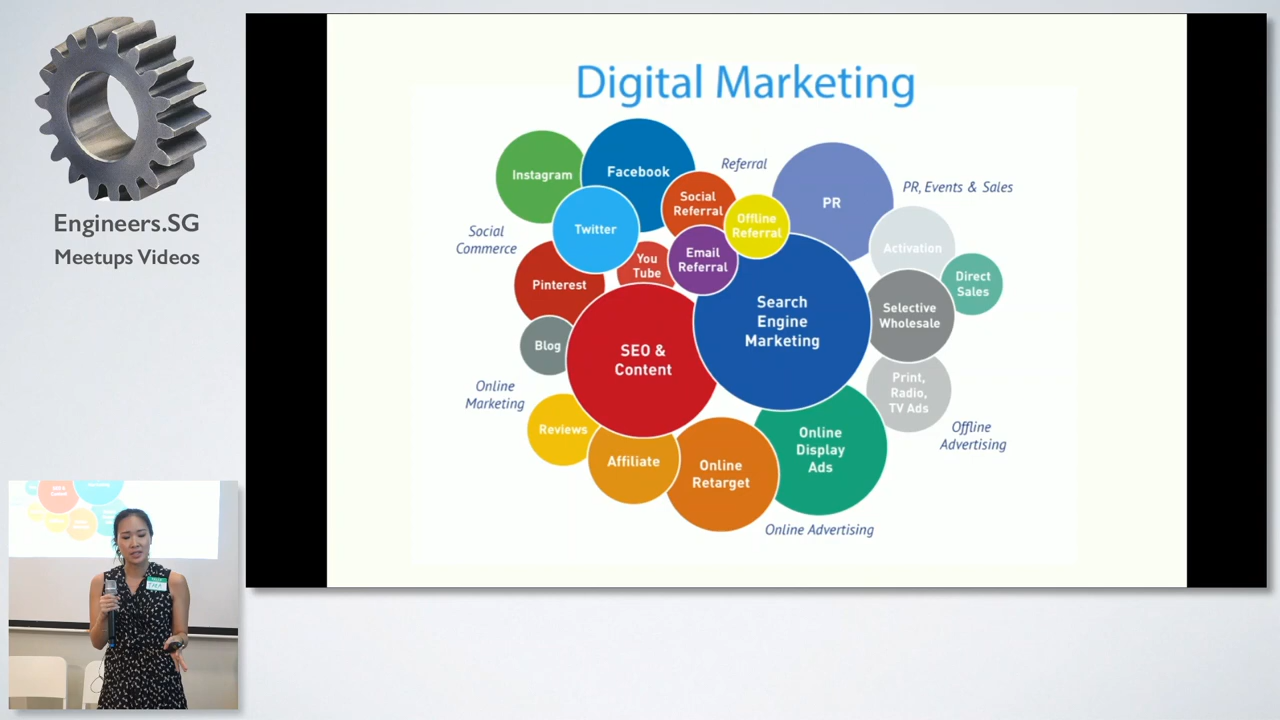 Engineers.SG
Meetups Videos
Digital Marketing
Instagram
Facebook
Referral
PR
PR, Events & Sales
Social
Referral
Offline
Referral
Twitter
Social
Commerce
You
Tube
Email
Referral
Activation
Pinterest
Direct
Sales
Search
Engine
Marketing
Selective
Wholesale
Blog
SEO &
Content
Print,
Radio,
TV Ads
Online
Marketing
Reviews
Offline
Advertising
Affiliate
Online
Retarget
Online
Display
Ads
Online Advertising